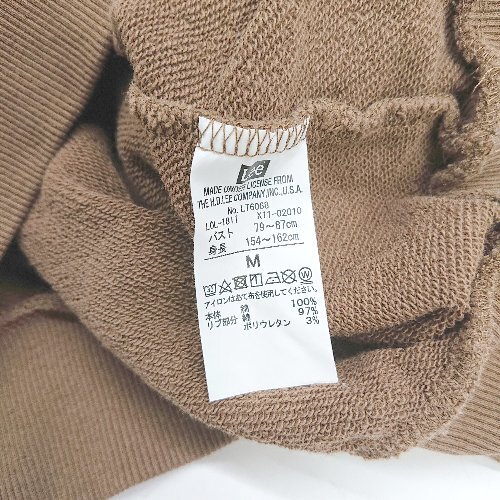 Lee
MADE UNDER LICENSE FROM
THE H.D.LEE COMPANY,INC.,U.S.A.
No. LT6068
LOL-1811 X11-02010
バスト 79~87cm
身長 154~162cm
M
アイロンはあて布を使用してください。
本体 綿 100%
リブ部分 綿 97%
ポリウレタン 3%